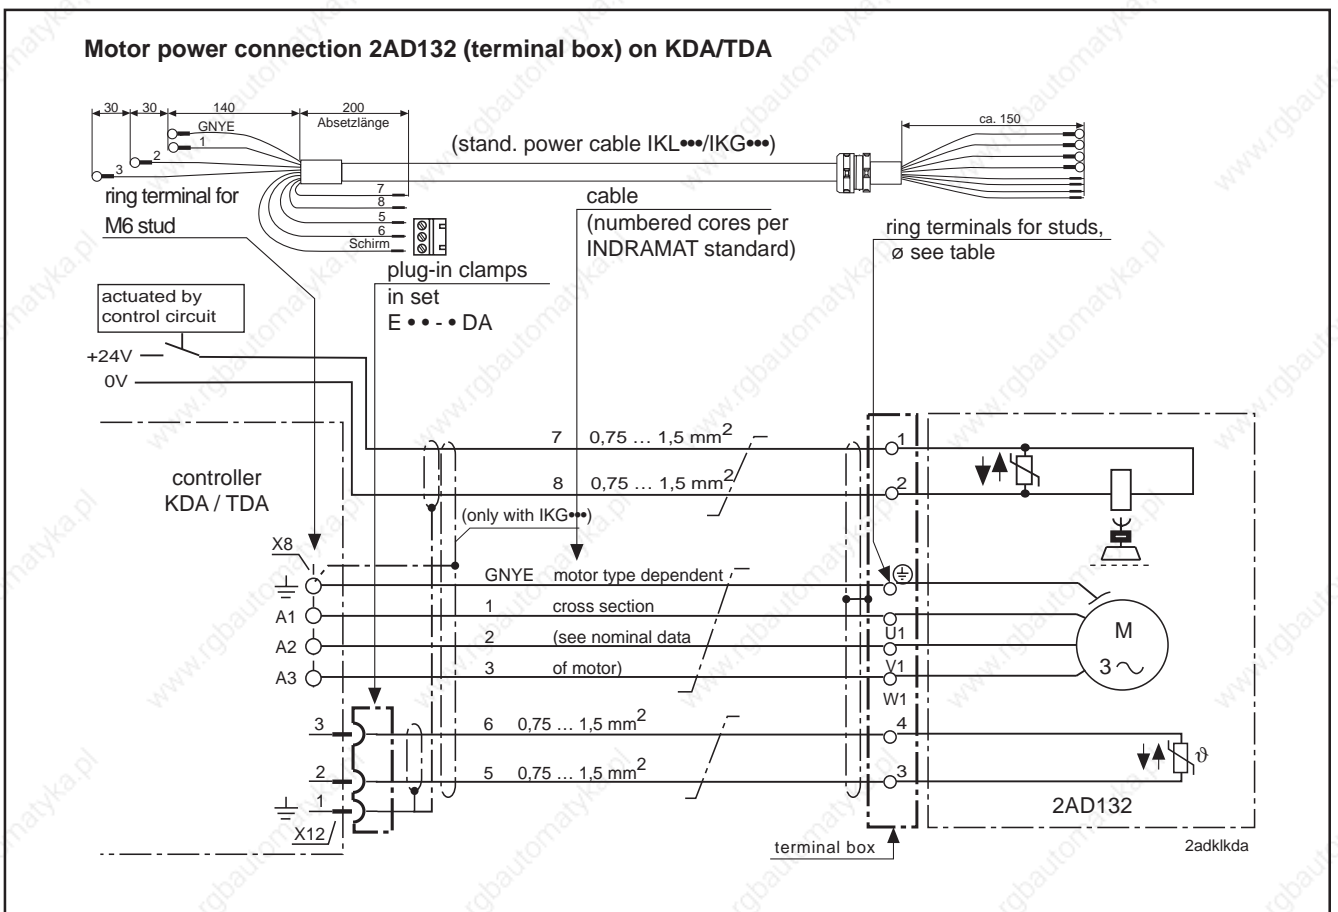 Motor power connection 2AD132 (terminal box) on KDA/TDA
30 30 140 200
Absetzlänge
GNYE
1
2
3
ca. 150
(stand. power cable IKL•••/IKG•••)
7
8
5
6
Schirm
ring terminal for
M6 stud
cable
(numbered cores per
INDRAMAT standard)
ring terminals for studs,
ø see table
plug-in clamps
in set
E • • - • DA
actuated by
control circuit
+24V
0V
controller
KDA / TDA
7 0,75 ... 1,5 mm²
8 0,75 ... 1,5 mm²
1
2
(only with IKG•••)
X8
GNYE motor type dependent
A1 1 cross section
U1
A2 2 (see nominal data
V1
A3 3 of motor)
W1
M
3
3 6 0,75 ... 1,5 mm² 4
2 5 0,75 ... 1,5 mm² 3
ϑ
1
X12
2AD132
terminal box
2adklkda
www.rgbautomatyka.pl